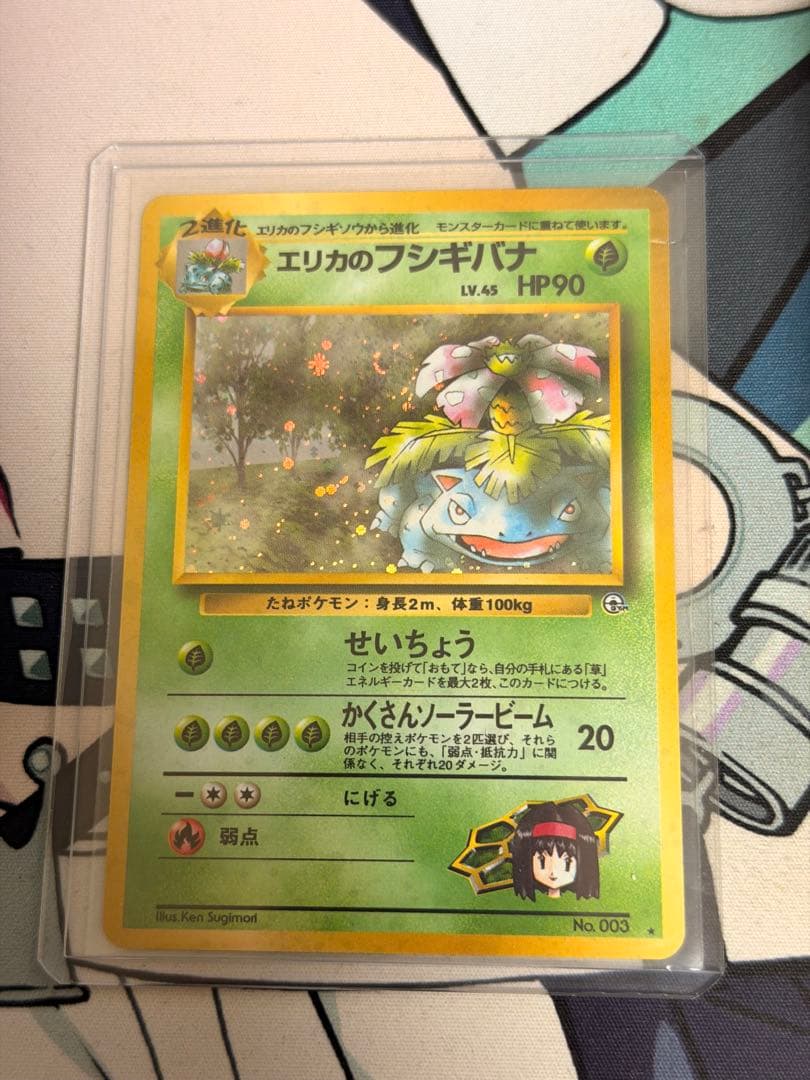 2進化
エリカのフシギソウから進化 モンスターカードに重ねて使います。
エリカのフシギバナ
LV.45 HP90
たねポケモン：身長2m、体重100kg
GYM
せいちょう
コインを投げて「おもて」なら、自分の手札にある「草」
エネルギーカードを最大2枚、このカードにつける。
かくさんソーラービーム 20
相手の控えポケモンを2匹選び、それら
のポケモンにも、「弱点・抵抗力」に関
係なく、それぞれ20ダメージ。
にげる
弱点
Illus. Ken Sugimori
No. 003 ★